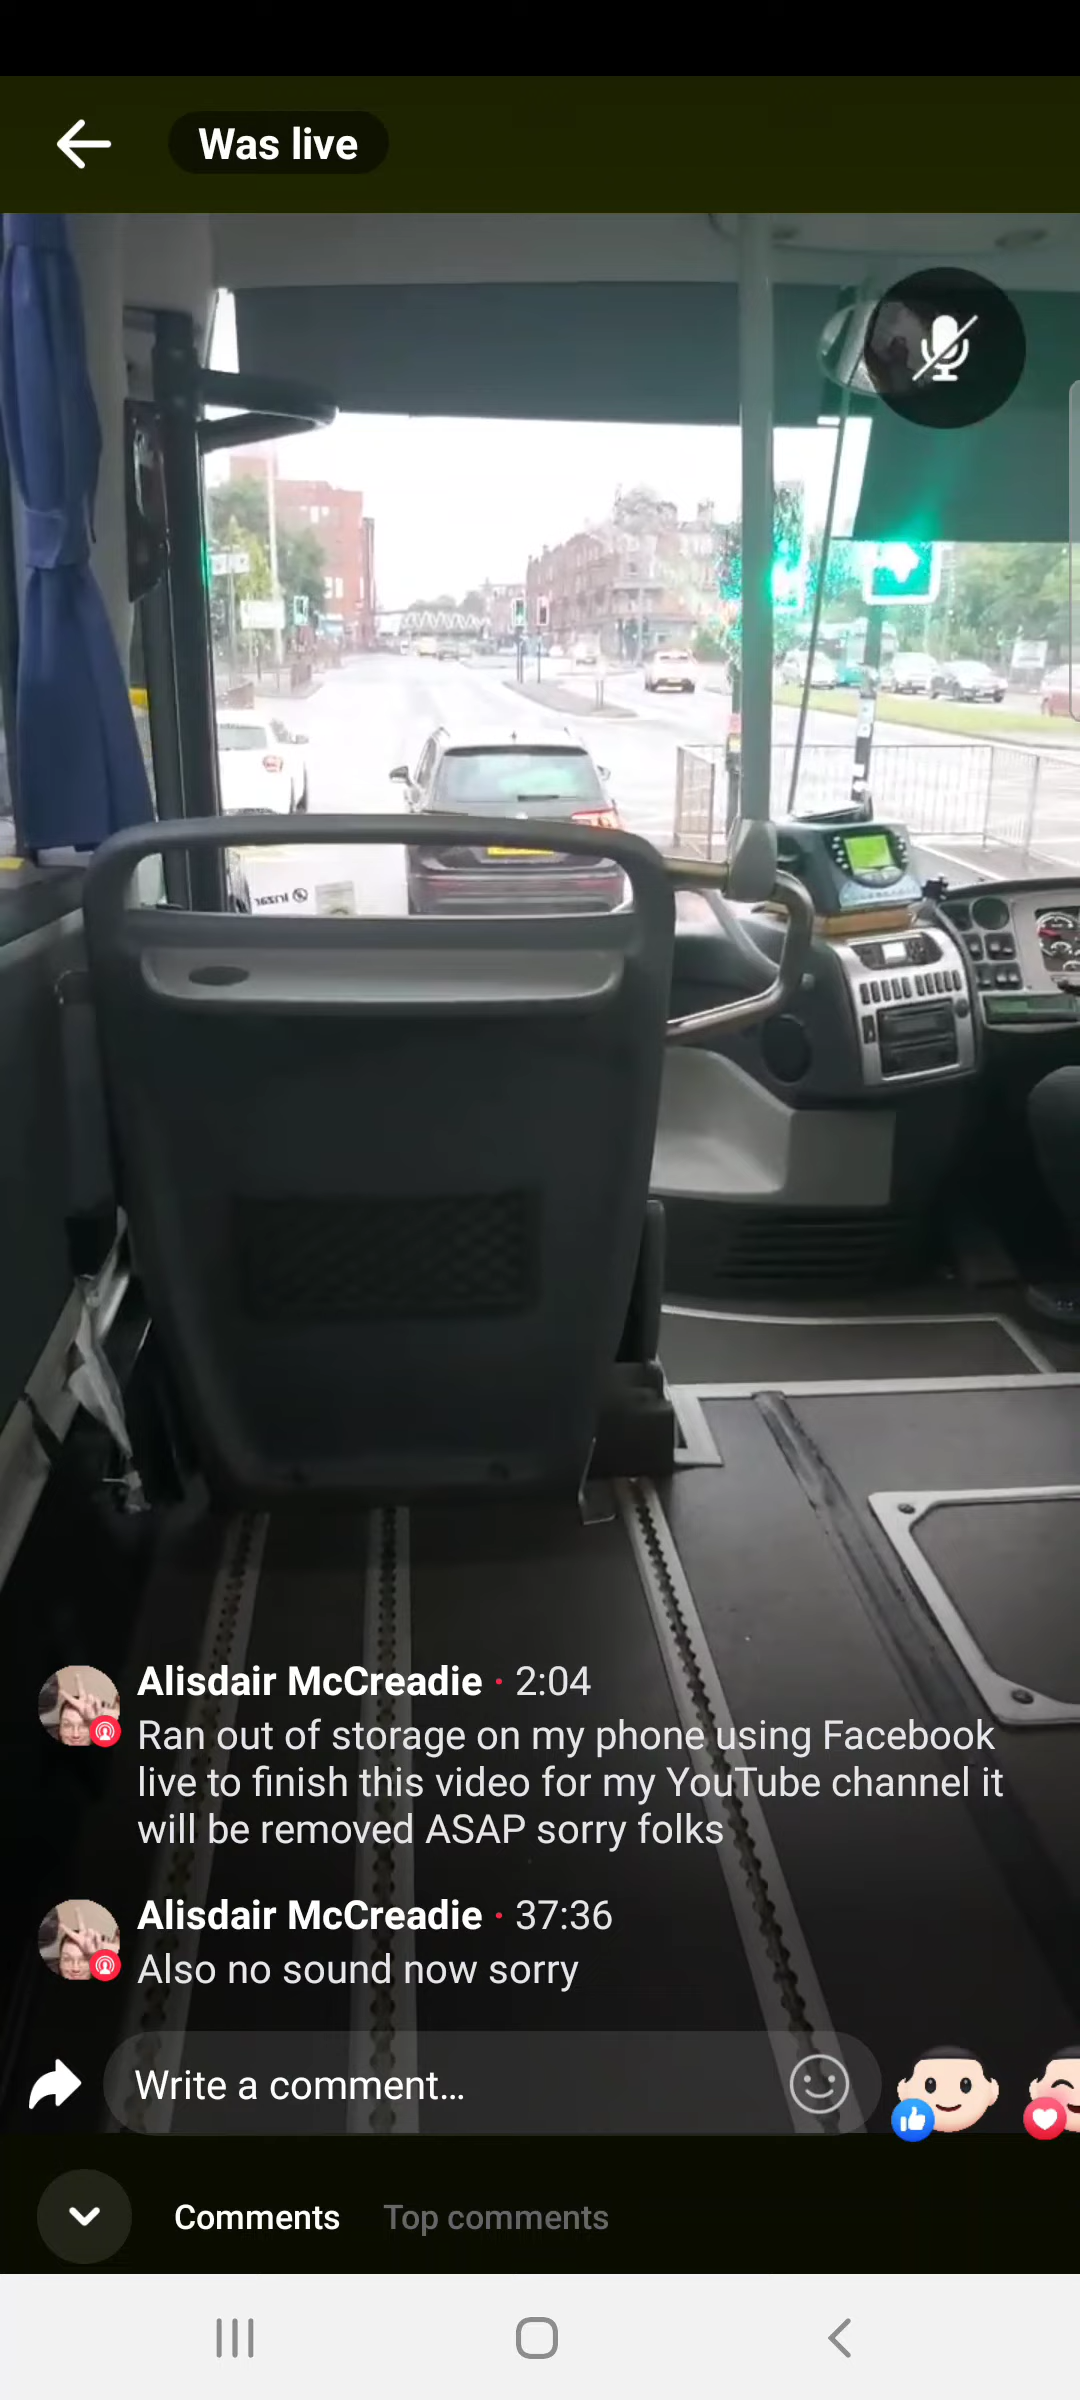 Was live
Irizar
Alisdair McCreadie · 2:04
Ran out of storage on my phone using Facebook
live to finish this video for my YouTube channel it
will be removed ASAP sorry folks
Alisdair McCreadie · 37:36
Also no sound now sorry
Write a comment...
Comments Top comments